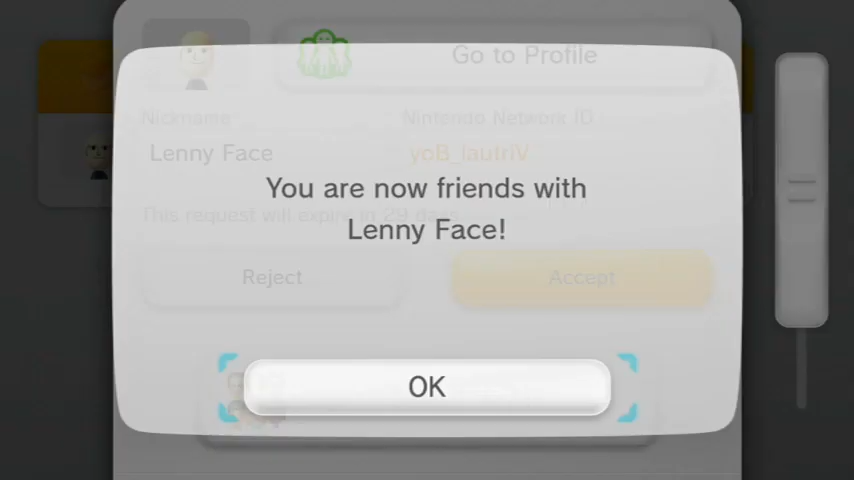 Go to Profile
Nickname
Nintendo Network ID
Lenny Face
yoB_lautriV
You are now friends with
This request will expire in 29 days.
Lenny Face!
Reject
Accept
OK